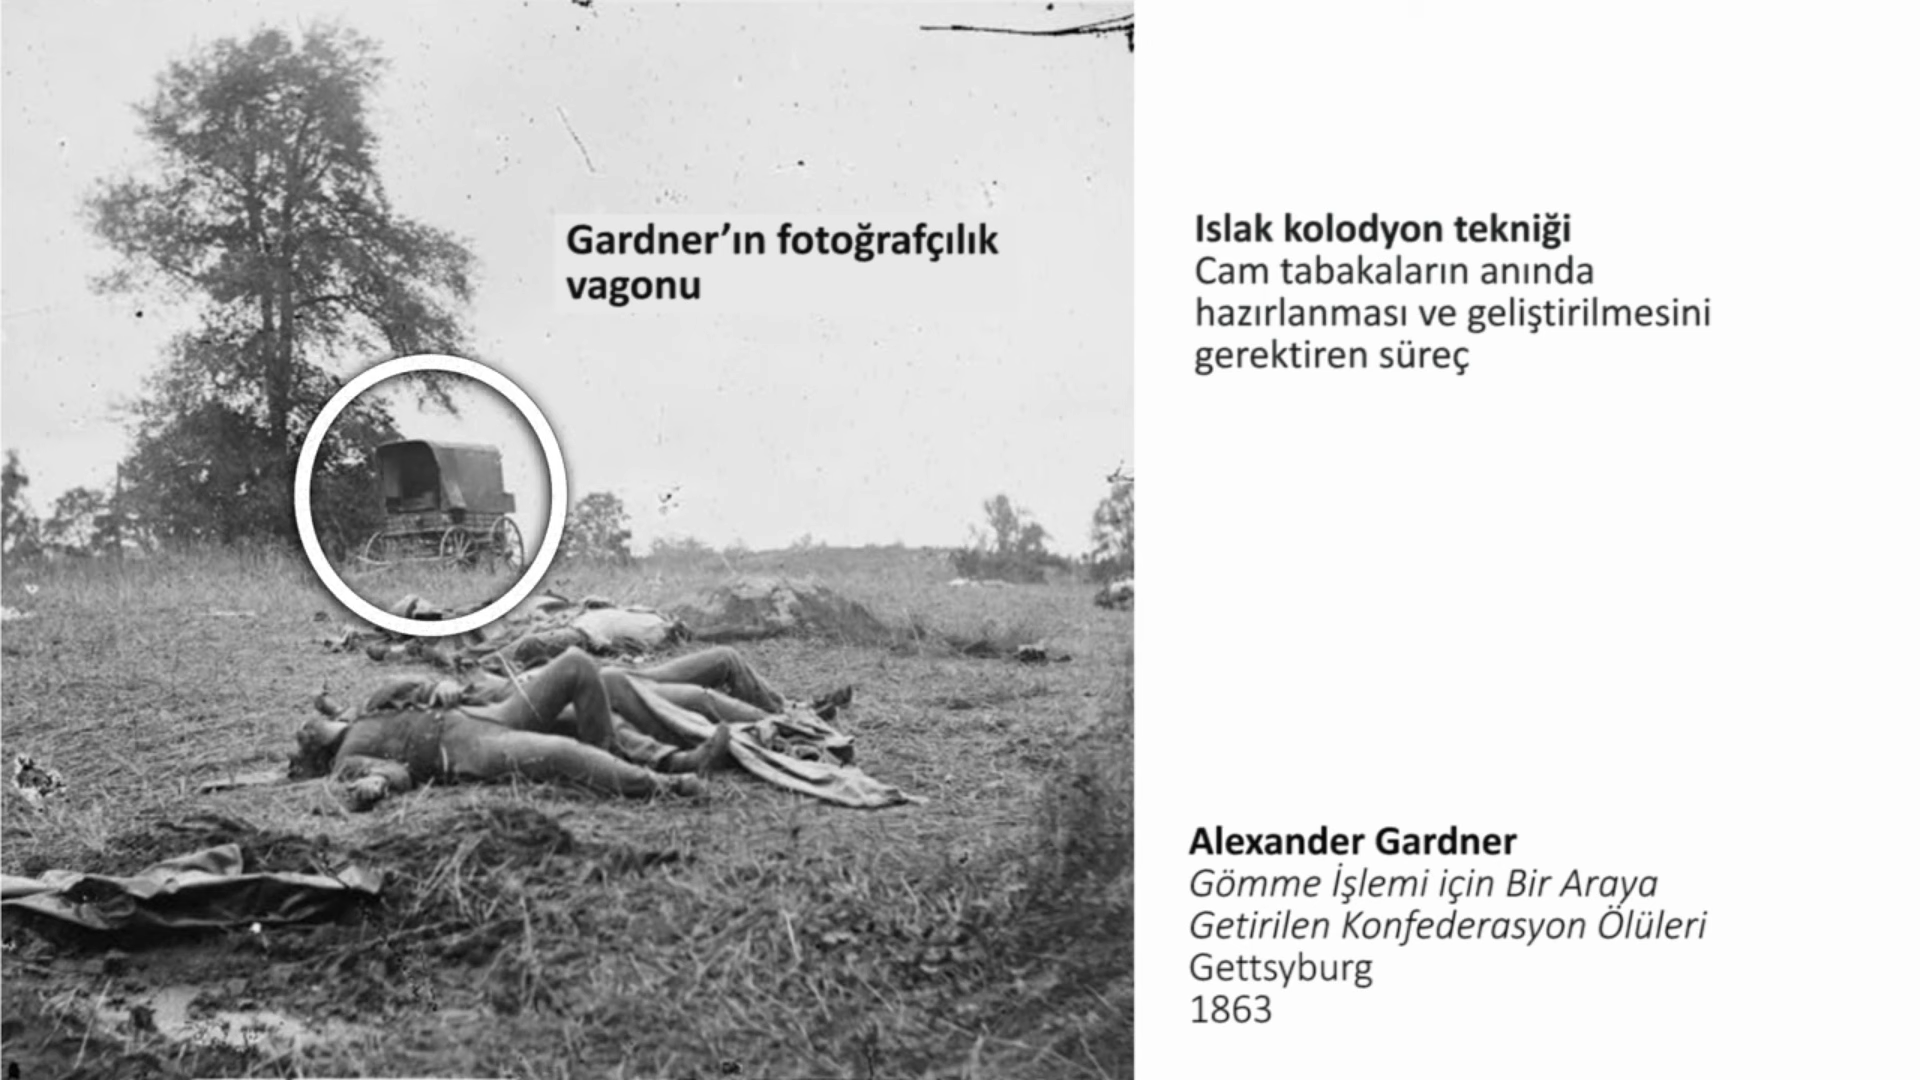 Gardner’ın fotoğrafçılık
vagonu
Islak kolodyon tekniği
Cam tabakaların anında
hazırlanması ve geliştirilmesini
gerektiren süreç
Alexander Gardner
Gömme İşlemi için Bir Araya
Getirilen Konfederasyon Ölüleri
Gettsyburg
1863